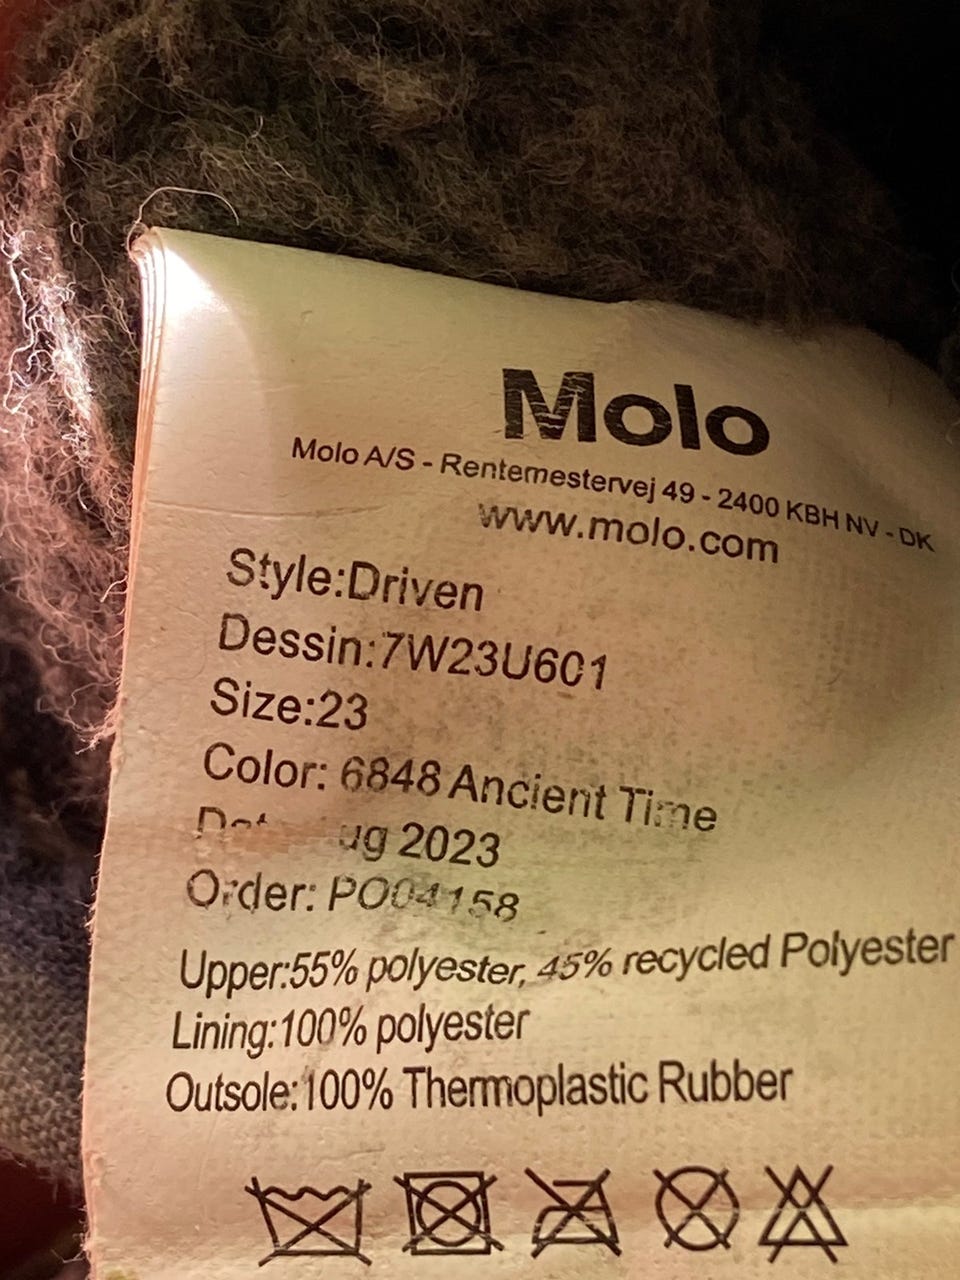 Molo
Molo A/S - Rentemestervej 49 - 2400 KBH NV - DK
www.molo.com
Style:Driven
Dessin:7W23U601
Size:23
Color: 6848 Ancient Time
2023
Order: PO04158
Upper:55% polyester, 45% recycled Polyester
Lining:100% polyester
Outsole:100% Thermoplastic Rubber